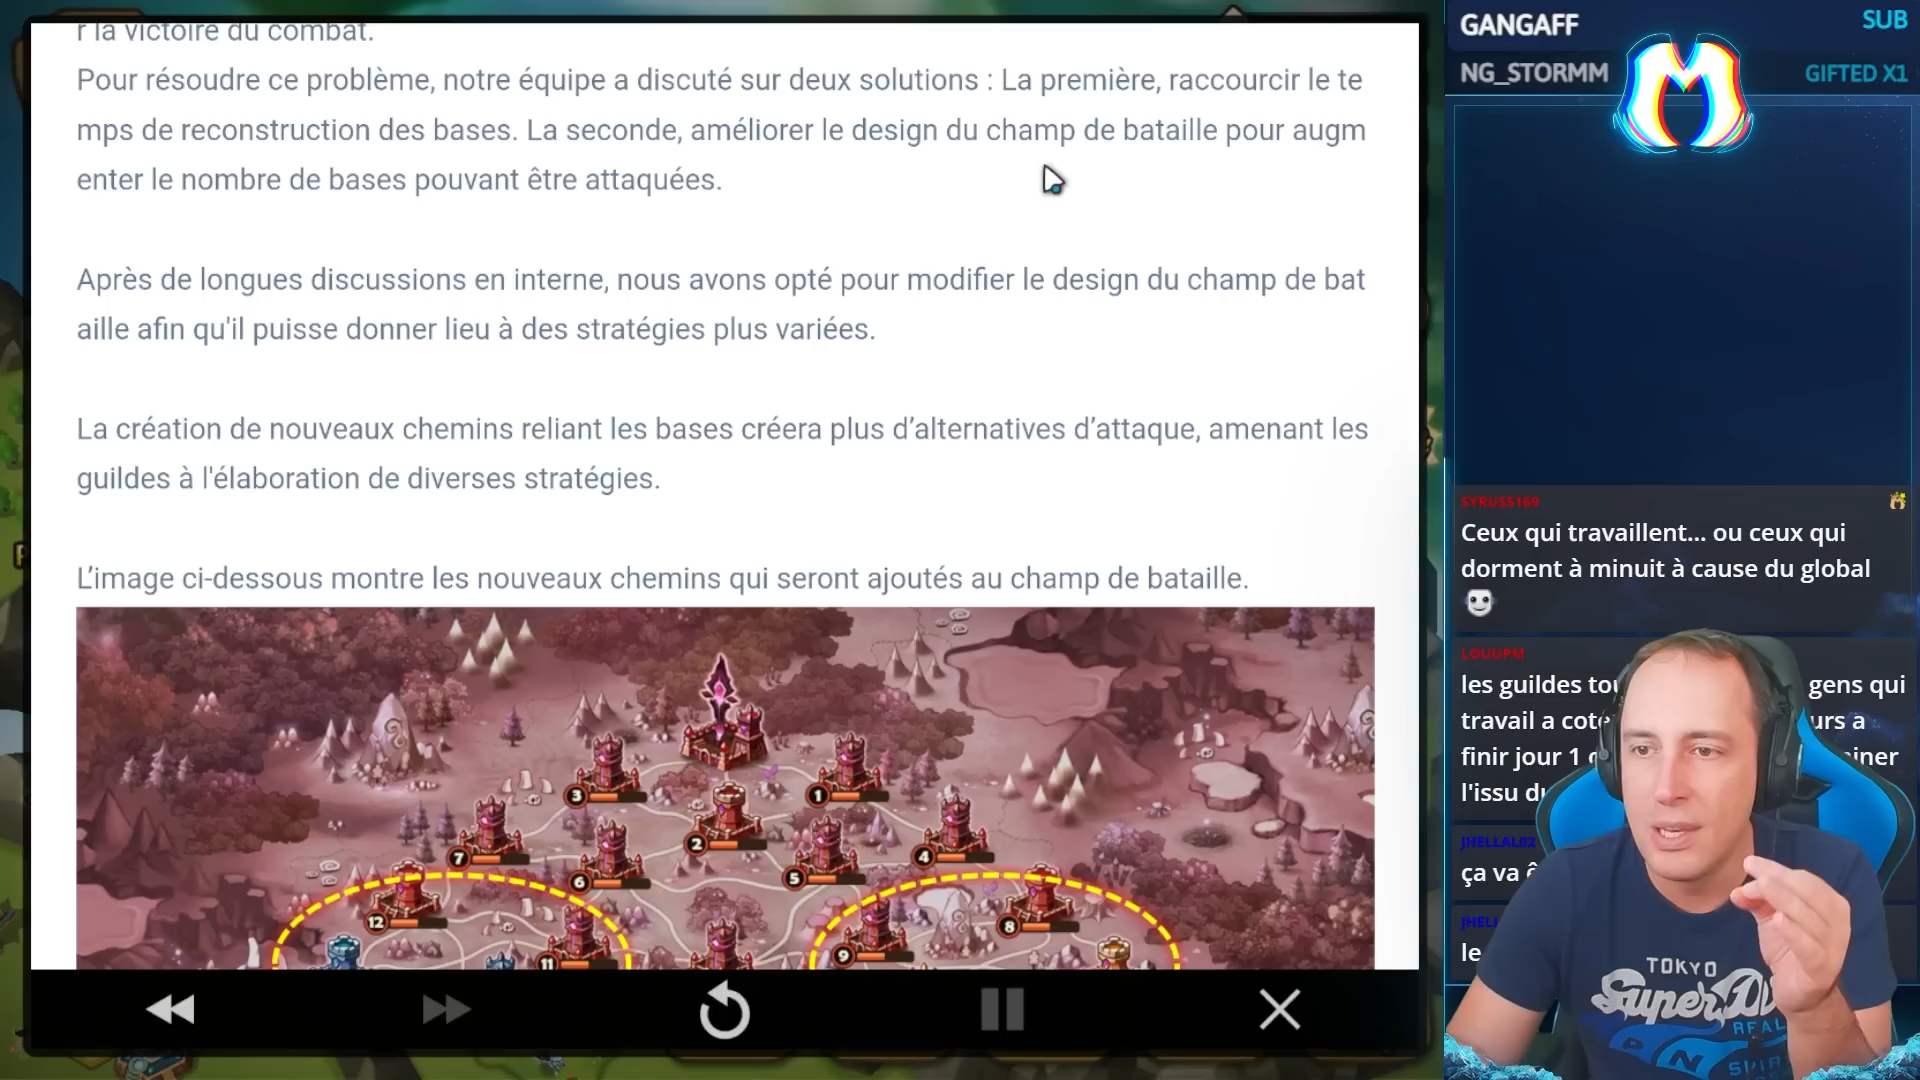 r la victoire du combat.
Pour résoudre ce problème, notre équipe a discuté sur deux solutions : La première, raccourcir le te
mps de reconstruction des bases. La seconde, améliorer le design du champ de bataille pour augm
enter le nombre de bases pouvant être attaquées.
Après de longues discussions en interne, nous avons opté pour modifier le design du champ de bat
aille afin qu'il puisse donner lieu à des stratégies plus variées.
La création de nouveaux chemins reliant les bases créera plus d’alternatives d’attaque, amenant les
guildes à l'élaboration de diverses stratégies.
L’image ci-dessous montre les nouveaux chemins qui seront ajoutés au champ de bataille.
3
1
2
7
4
6
5
12
8
11
9
GANGAFF SUB
NG_STORMM GIFTED X1
SYRUSS169
Ceux qui travaillent... ou ceux qui
dorment à minuit à cause du global
LOUUPM
les guildes gens qui
travail a
finir jour 1
l'issu
JHELLAL02
ça va
le
TOKYO